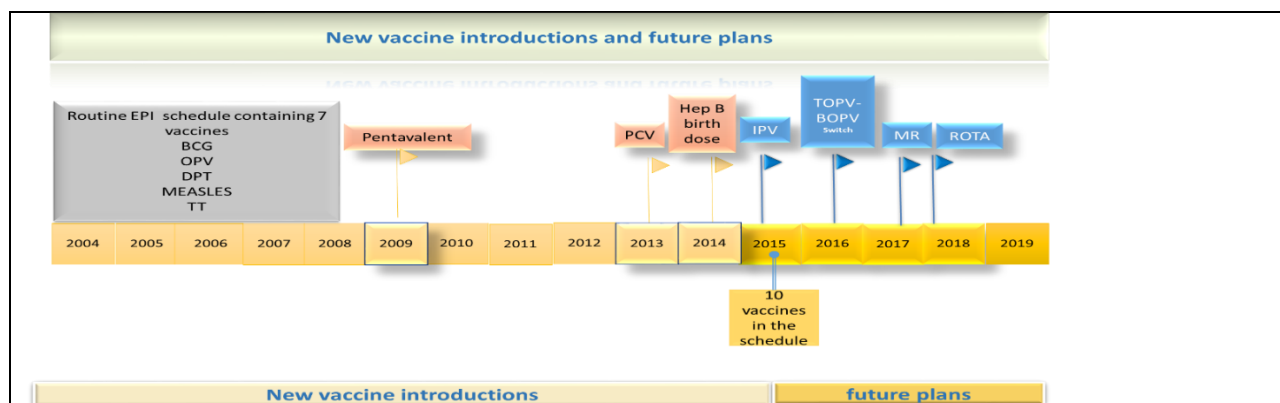 New vaccine introductions and future plans
Routine EPI schedule containing 7
vaccines
BCG
OPV
DPT
MEASLES
TT
Pentavalent
PCV
Hep B
birth
dose
IPV
TOPV-
BOPV
Switch
MR
ROTA
2004 2005 2006 2007 2008 2009 2010 2011 2012 2013 2014 2015 2016 2017 2018 2019
10
vaccines
in the
schedule
New vaccine introductions
future plans